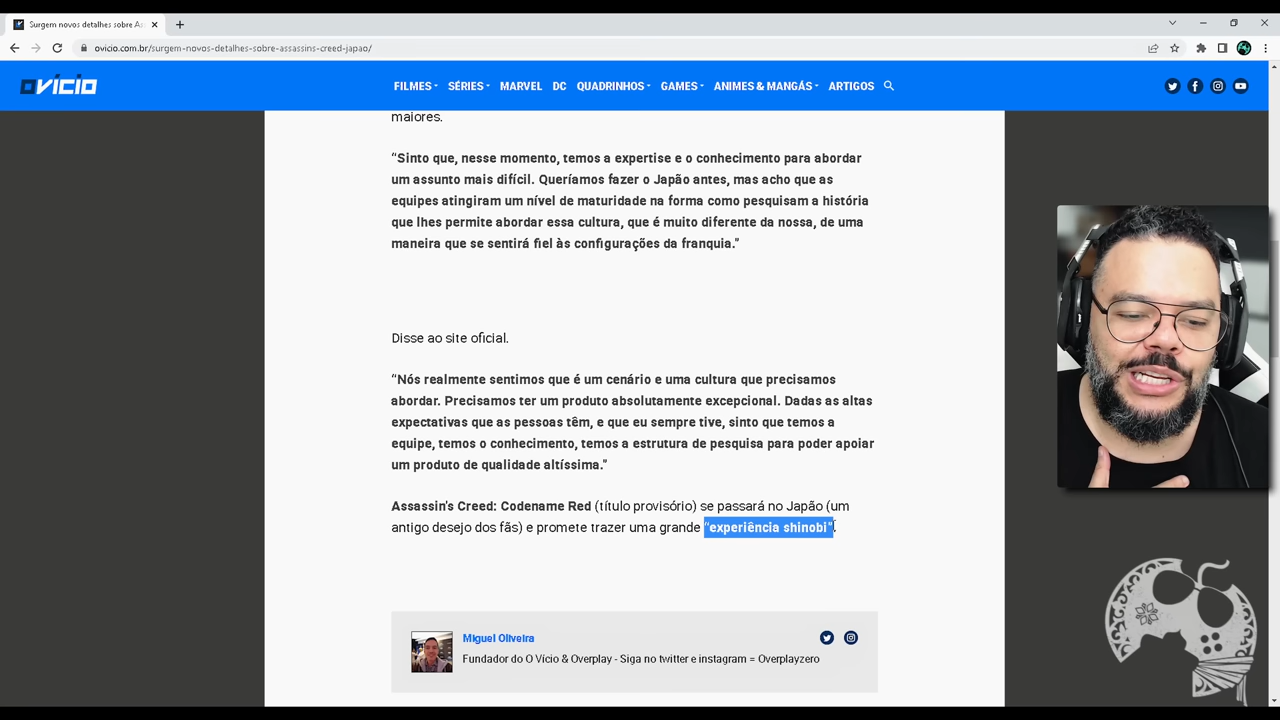 Surgem novos detalhes sobre As
ovicio.com.br/surgem-novos-detalhes-sobre-assassins-creed-japao/
ovicio
FILMES SÉRIES MARVEL DC QUADRINHOS GAMES ANIMES & MANGÁS ARTIGOS
maiores.
“Sinto que, nesse momento, temos a expertise e o conhecimento para abordar
um assunto mais difícil. Queríamos fazer o Japão antes, mas acho que as
equipes atingiram um nível de maturidade na forma como pesquisam a história
que lhes permite abordar essa cultura, que é muito diferente da nossa, de uma
maneira que se sentirá fiel às configurações da franquia.”
Disse ao site oficial.
“Nós realmente sentimos que é um cenário e uma cultura que precisamos
abordar. Precisamos ter um produto absolutamente excepcional. Dadas as altas
expectativas que as pessoas têm, e que eu sempre tive, sinto que temos a
equipe, temos o conhecimento, temos a estrutura de pesquisa para poder apoiar
um produto de qualidade altíssima.”
Assassin’s Creed: Codename Red (título provisório) se passará no Japão (um
antigo desejo dos fãs) e promete trazer uma grande “experiência shinobi”.
Miguel Oliveira
Fundador do O Vício & Overplay - Siga no twitter e instagram = Overplayzero